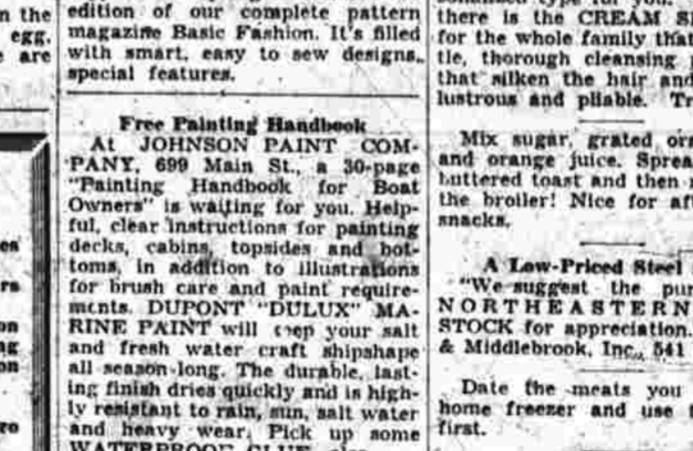 n the
egg.
are
edition of our complete pattern
magazine Basic Fashion. It's filled
with smart, easy to sew designs,
special features.
Free Painting Handbook
At JOHNSON PAINT COM-
PANY, 699 Main St., a 30-page
"Painting Handbook for Boat
Owners" is waiting for you. Help-
ful, clear instructions for painting
decks, cabins, topsides and bot-
toms, in addition to illustrations
for brush care and paint require-
ments. DUPONT "DULUX" MA-
RINE PAINT will keep your salt
and fresh water craft shipshape
all season long. The durable, last-
ing finish dries quickly and is high-
ly resistant to rain, sun, salt water
and heavy wear. Pick up some
WATERPROOF GLUE
there is the CREAM
for the whole family
tle, thorough cleansing
that silken the hair and
lustrous and pliable.
Mix sugar, grated
and orange juice.
buttered toast and then
the broiler! Nice for
snacks.
A Low-Priced Steel
"We suggest the
NORTHEASTERN
STOCK for appreciation.
& Middlebrook, Inc., 541
Date the meats you
home freezer and use
first.